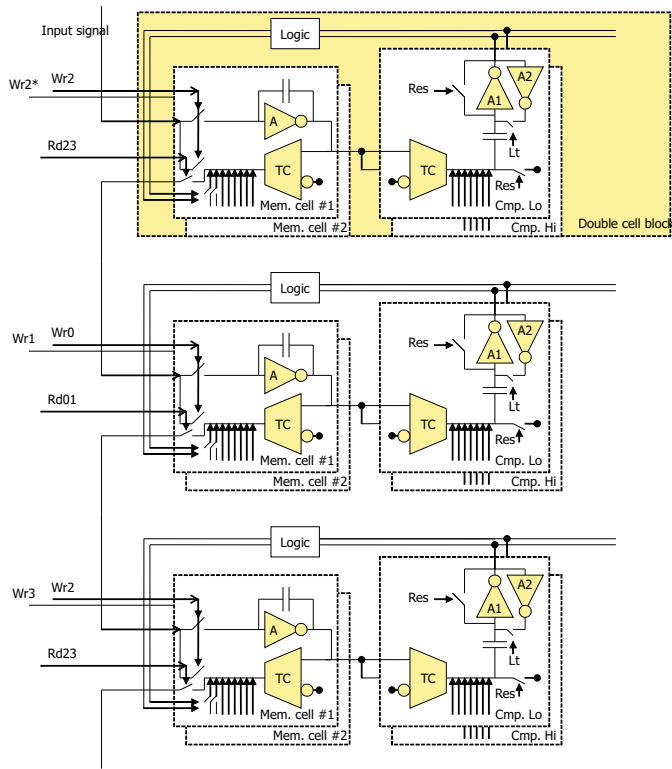 Input signal
Logic
Wr2
Wr2*
Rd23
A
TC
Mem. cell #1
Mem. cell #2
Res
A1
A2
TC
Lt
Res
Cmp. Lo
Cmp. Hi
Double cell block
Logic
Wr0
Wr1
Rd01
A
TC
Mem. cell #1
Mem. cell #2
Res
A1
A2
TC
Lt
Res
Cmp. Lo
Cmp. Hi
Logic
Wr2
Wr3
Rd23
A
TC
Mem. cell #1
Mem. cell #2
Res
A1
A2
TC
Lt
Res
Cmp. Lo
Cmp. Hi